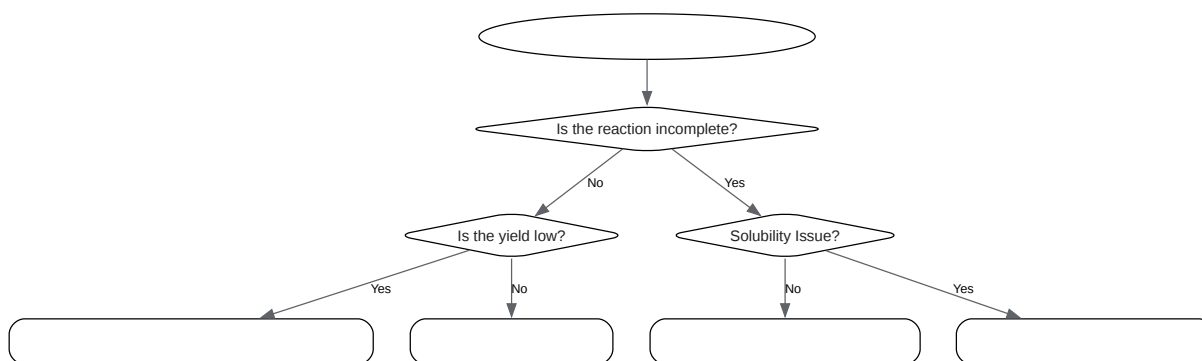 Is the reaction incomplete?
No
Yes
Is the yield low?
Solubility Issue?
Yes
No
No
Yes